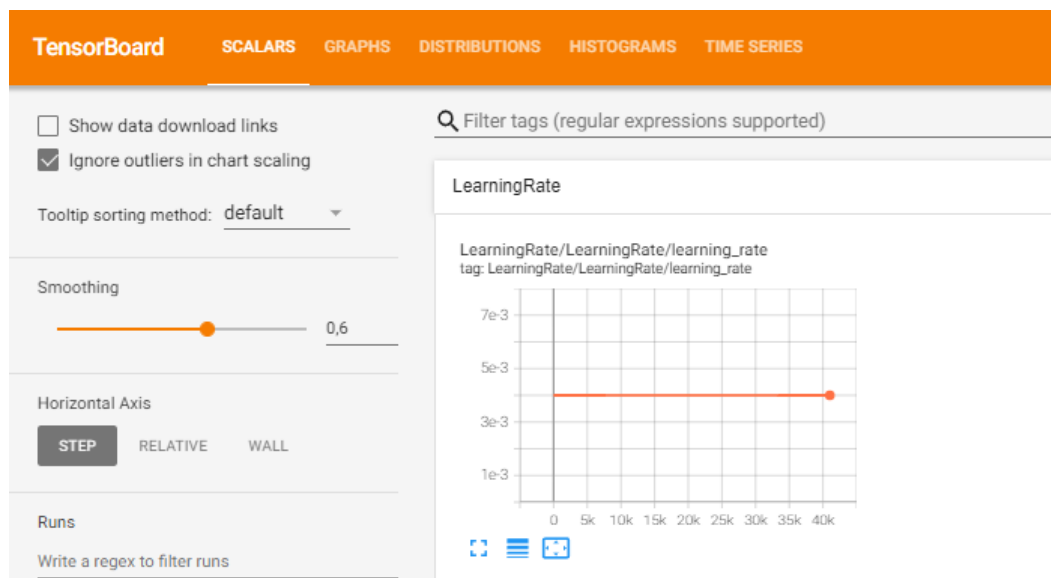 TensorBoard SCALARS GRAPHS DISTRIBUTIONS HISTOGRAMS TIME SERIES
Show data download links
Ignore outliers in chart scaling
Tooltip sorting method: default
Smoothing
0,6
Horizontal Axis
STEP RELATIVE WALL
Runs
Write a regex to filter runs
Filter tags (regular expressions supported)
LearningRate
LearningRate/LearningRate/learning_rate
tag: LearningRate/LearningRate/learning_rate
7e-3
5e-3
3e-3
1e-3
0 5k 10k 15k 20k 25k 30k 35k 40k